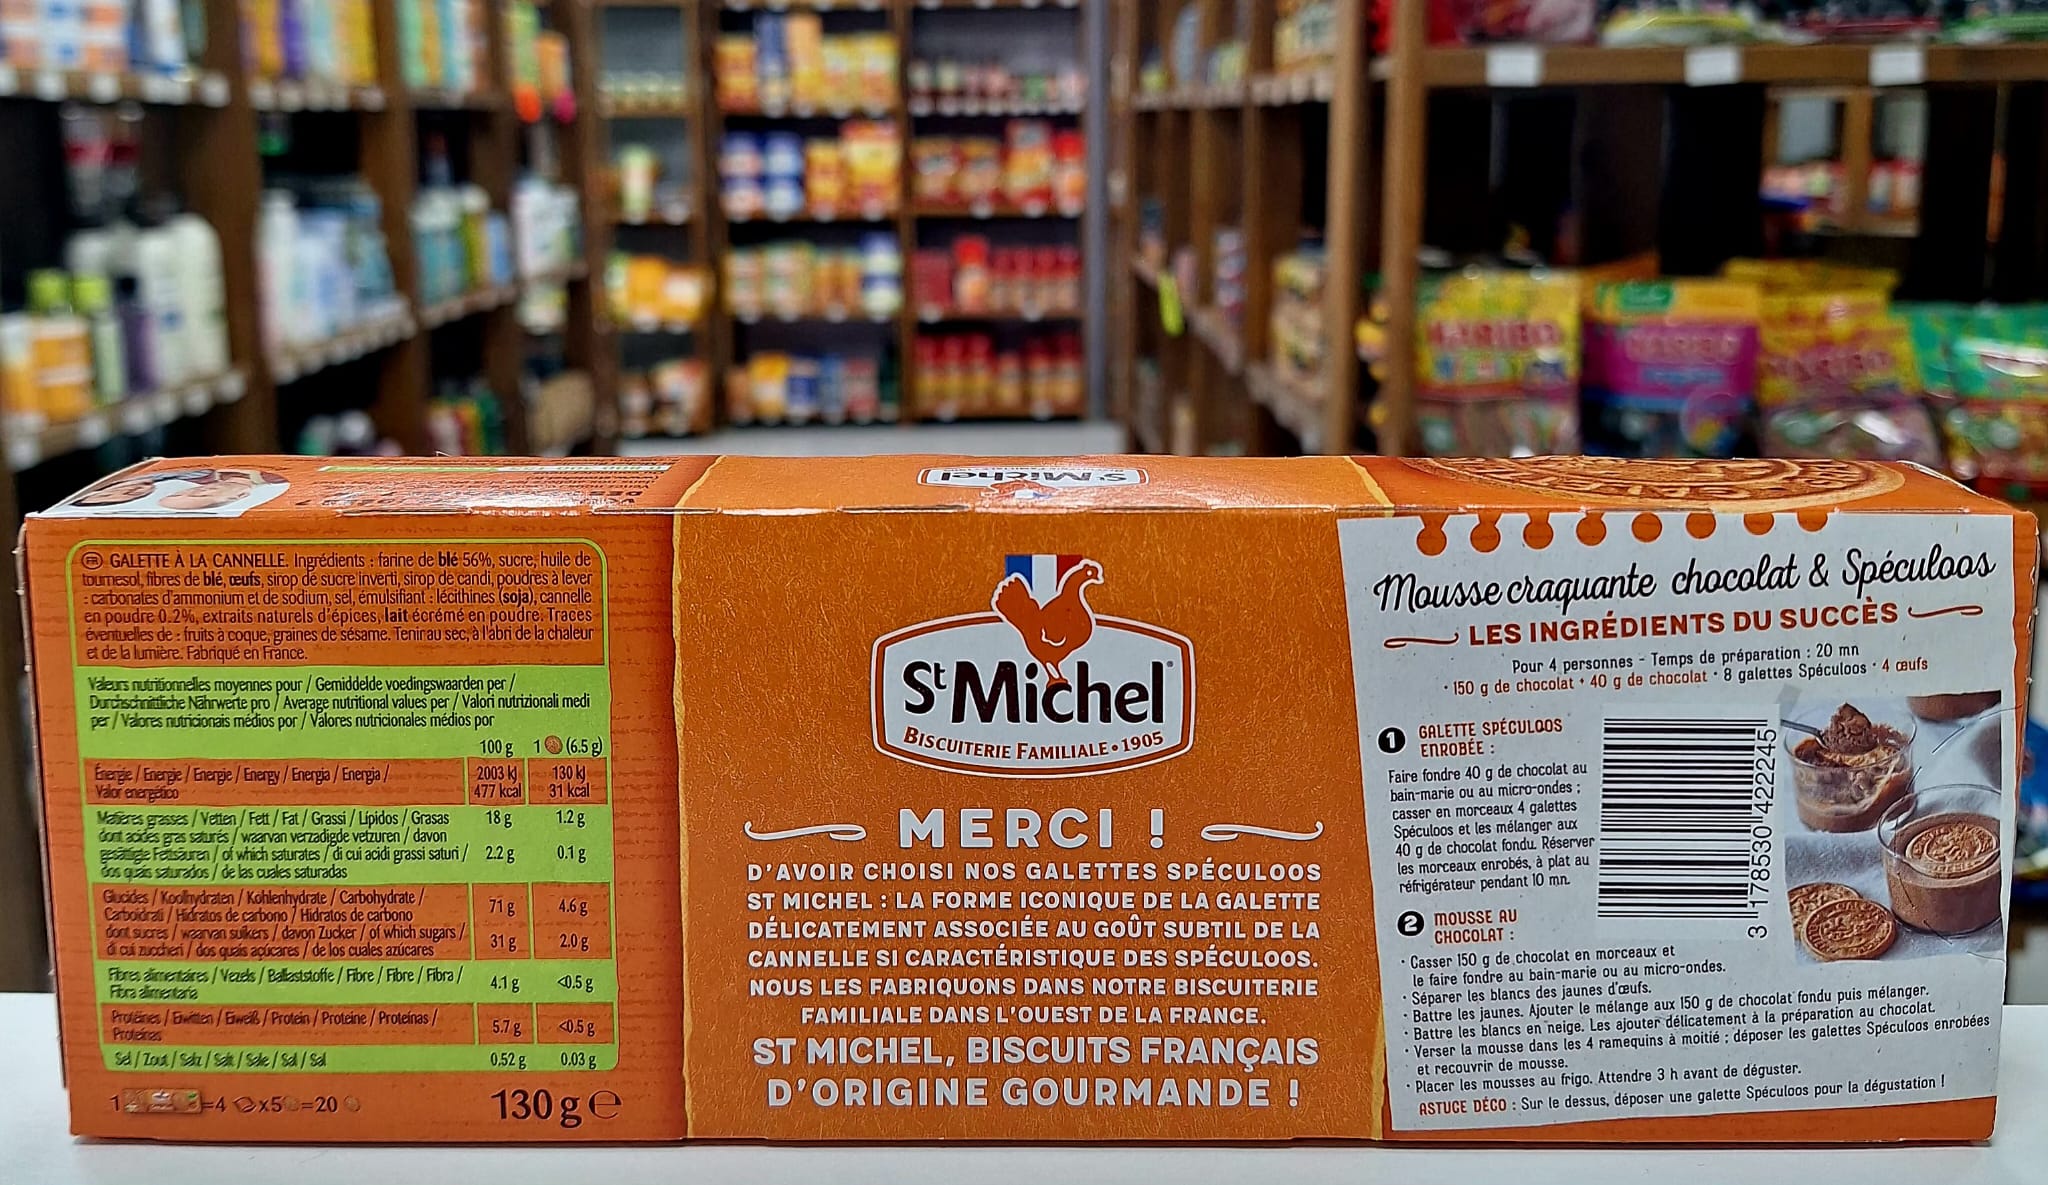 St Michel
FR GALETTE À LA CANNELLE. Ingrédients : farine de blé 56%, sucre, huile de
tournesol, fibres de blé, œufs, sirop de sucre inverti, sirop de candi, poudres à lever
: carbonates d'ammonium et de sodium, sel, émulsifiant : lécithines (soja), cannelle
en poudre 0.2%, extraits naturels d'épices, lait écrémé en poudre. Traces
éventuelles de : fruits à coque, graines de sésame. Tenir au sec, à l'abri de la chaleur
et de la lumière. Fabriqué en France.
Valeurs nutritionnelles moyennes pour / Gemiddelde voedingswaarden per /
Durchschnittliche Nährwerte pro / Average nutritional values per / Valori nutrizionali medi
per / Valores nutricionais médios por / Valores nutricionales médios por
100 g 1 (6.5 g)
Énergie / Energie / Energie / Energy / Energia / Energia / 2003 kJ 130 kJ
Valor energético 477 kcal 31 kcal
Matières grasses / Vetten / Fett / Fat / Grassi / Lípidos / Grasas 18 g 1.2 g
dont acides gras saturés / waarvan verzadigde vetzuren / davon
gesättigte Fettsäuren / of which saturates / di cui acidi grassi saturi / 2.2 g 0.1 g
dos quais saturados / de las cuales saturadas
Glucides / Koolhydraten / Kohlenhydrate / Carbohydrate / 71 g 4.6 g
Carboidrati / Hidratos de carbono / Hidratos de carbono
dont sucres / waarvan suikers / davon Zucker / of which sugars / 31 g 2.0 g
di cui zuccheri / dos quais açúcares / de los cuales azúcares
Fibres alimentaires / Vezels / Ballaststoffe / Fibre / Fibre / Fibra / 4.1 g <0.5 g
Fibra alimentaria
Protéines / Eiwitten / Eiweiß / Protein / Proteine / Proteínas / 5.7 g <0.5 g
Proteínas
Sel / Zout / Salz / Salt / Sale / Sal / Sal 0.52 g 0.03 g
1 =4 x5 =20
130 g e
St Michel
BISCUITERIE FAMILIALE • 1905
MERCI !
D'AVOIR CHOISI NOS GALETTES SPÉCULOOS
ST MICHEL : LA FORME ICONIQUE DE LA GALETTE
DÉLICATEMENT ASSOCIÉE AU GOÛT SUBTIL DE LA
CANNELLE SI CARACTÉRISTIQUE DES SPÉCULOOS.
NOUS LES FABRIQUONS DANS NOTRE BISCUITERIE
FAMILIALE DANS L'OUEST DE LA FRANCE.
ST MICHEL, BISCUITS FRANÇAIS
D'ORIGINE GOURMANDE !
Mousse craquante chocolat & Spéculoos
LES INGRÉDIENTS DU SUCCÈS
Pour 4 personnes - Temps de préparation : 20 mn
• 150 g de chocolat • 40 g de chocolat • 8 galettes Spéculoos • 4 œufs
1 GALETTE SPÉCULOOS
ENROBÉE :
Faire fondre 40 g de chocolat au
bain-marie ou au micro-ondes ;
casser en morceaux 4 galettes
Spéculoos et les mélanger aux
40 g de chocolat fondu. Réserver
les morceaux enrobés, à plat au
réfrigérateur pendant 10 mn.
2 MOUSSE AU
CHOCOLAT :
• Casser 150 g de chocolat en morceaux et
le faire fondre au bain-marie ou au micro-ondes.
• Séparer les blancs des jaunes d'œufs.
• Battre les jaunes. Ajouter le mélange aux 150 g de chocolat fondu puis mélanger.
• Battre les blancs en neige. Les ajouter délicatement à la préparation au chocolat.
• Verser la mousse dans les 4 ramequins à moitié ; déposer les galettes Spéculoos enrobées
et recouvrir de mousse.
• Placer les mousses au frigo. Attendre 3 h avant de déguster.
ASTUCE DÉCO : Sur le dessus, déposer une galette Spéculoos pour la dégustation !
3 178530 422245
HARIBO